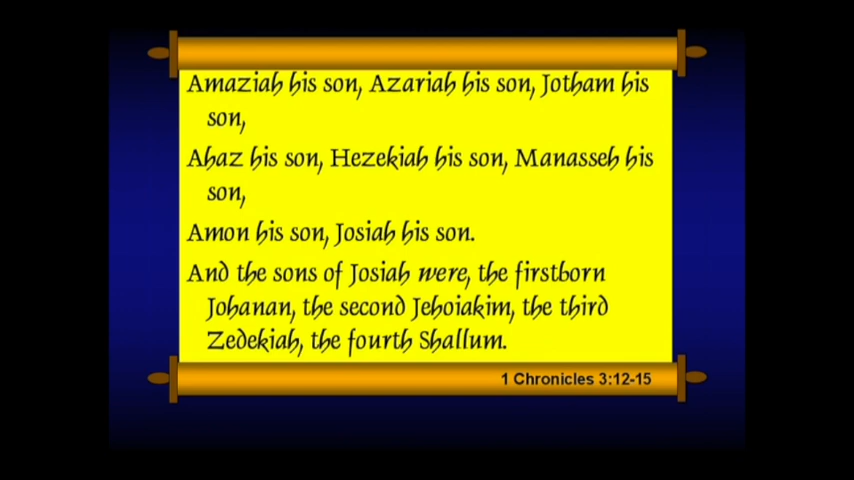 Amaziah his son, Azariah his son, Jotham his
son,
Ahaz his son, Hezekiah his son, Manasseh his
son,
Amon his son, Josiah his son.
And the sons of Josiah were, the firstborn
Johanan, the second Jehoiakim, the third
Zedekiah, the fourth Shallum.
1 Chronicles 3:12-15